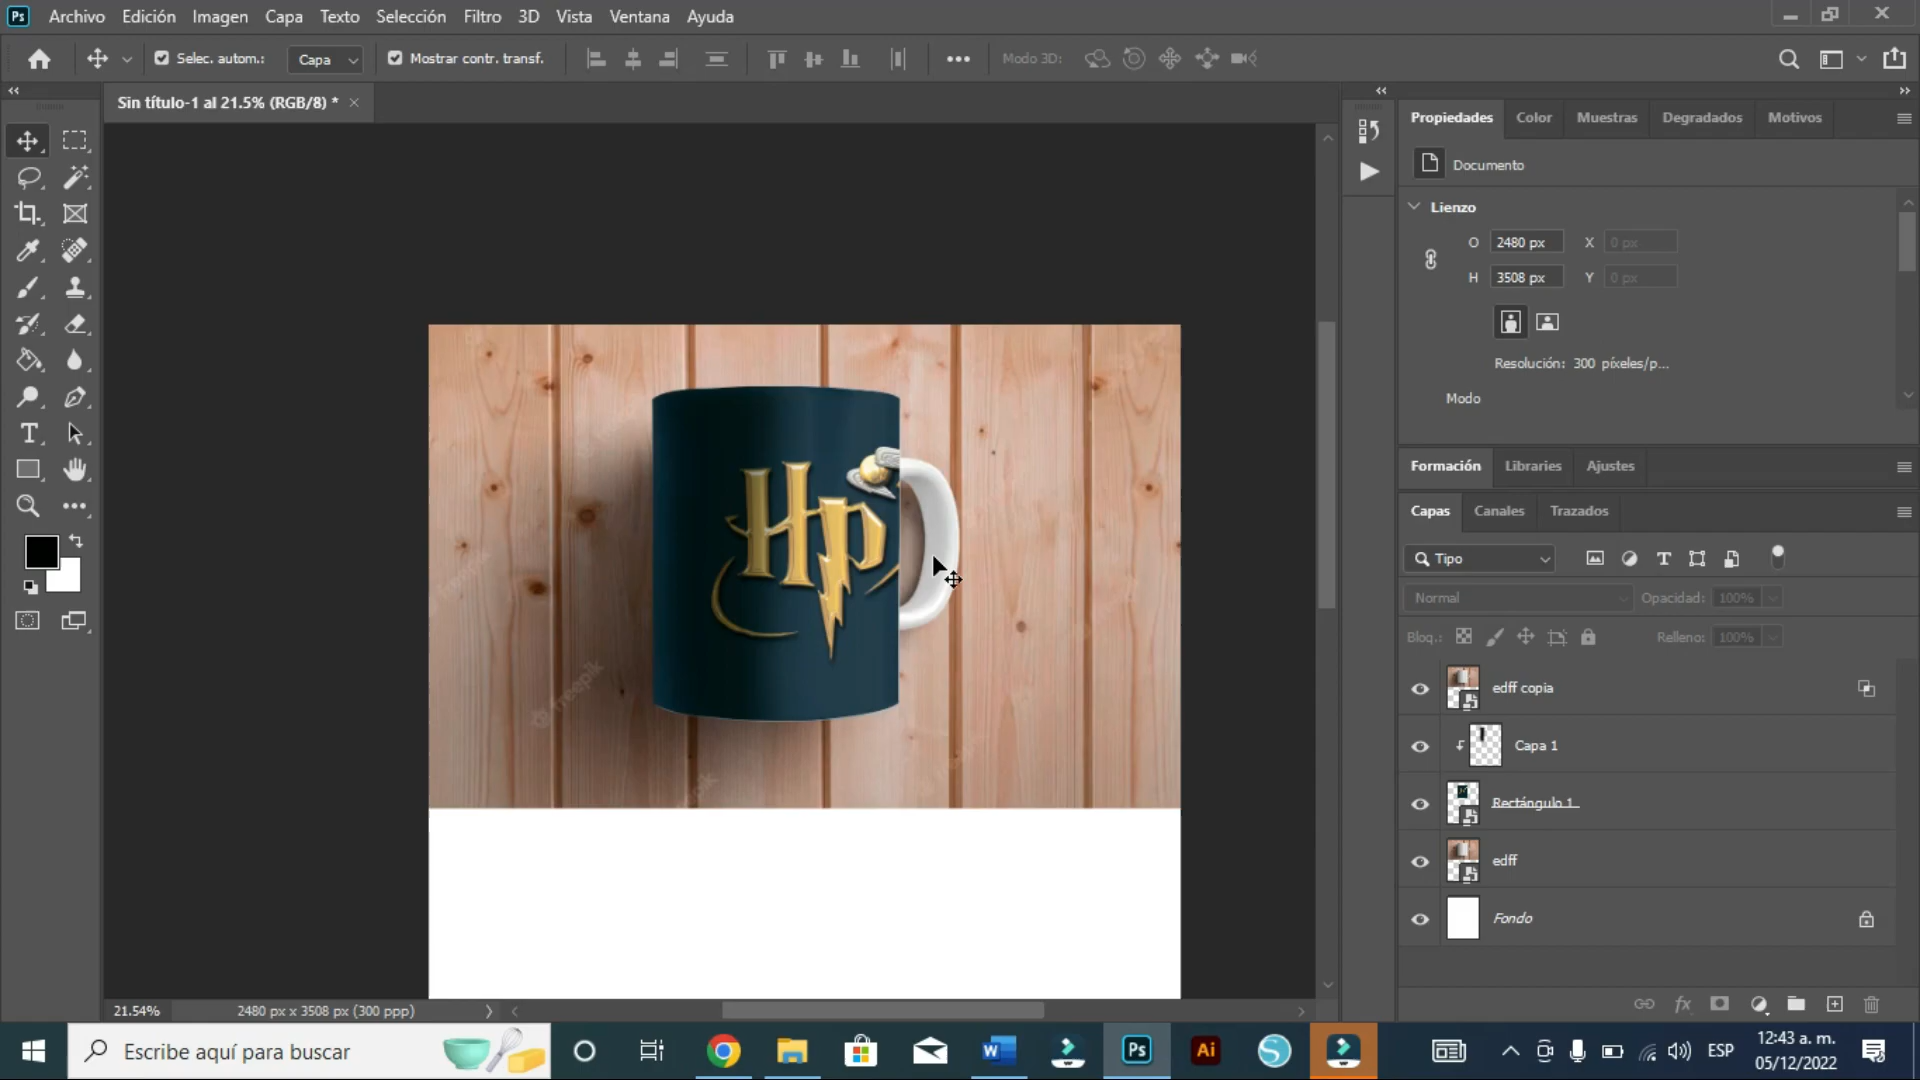 Ps Archivo Edición Imagen Capa Texto Selección Filtro 3D Vista Ventana Ayuda
Selec. autom.: Capa Mostrar contr. transf. Modo 3D:
Sin título-1 al 21.5% (RGB/8) *
Propiedades Color Muestras Degradados Motivos
Documento
Lienzo
O 2480 px X 0 px
H 3508 px Y 0 px
Resolución: 300 píxeles/p...
Modo
Formación Libraries Ajustes
Capas Canales Trazados
Tipo
Normal Opacidad: 100%
Bloq.: Relleno: 100%
edff copia
Capa 1
Rectángulo 1
edff
Fondo
HP
freepik
21.54% 2480 px x 3508 px (300 ppp)
Escribe aquí para buscar
W Ps Ai S
ESP
12:43 a. m.
05/12/2022